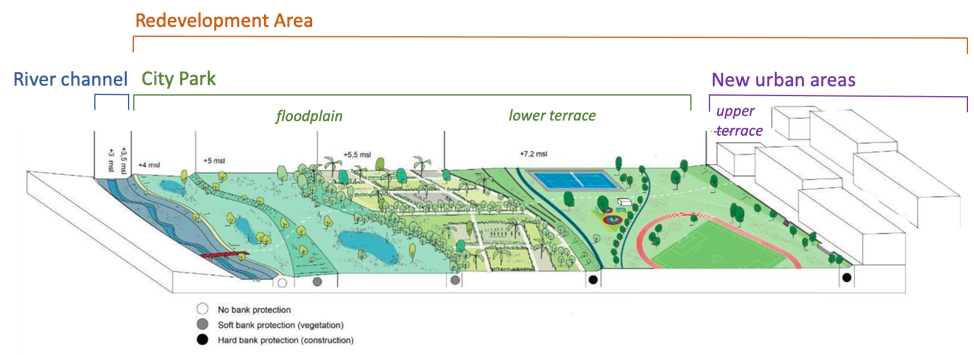 Redevelopment Area
River channel
City Park
New urban areas
floodplain
lower terrace
upper
terrace
+3 msl
+3,5 msl
+4 msl
+5 msl
+5,5 msl
+7,2 msl
No bank protection
Soft bank protection (vegetation)
Hard bank protection (construction)